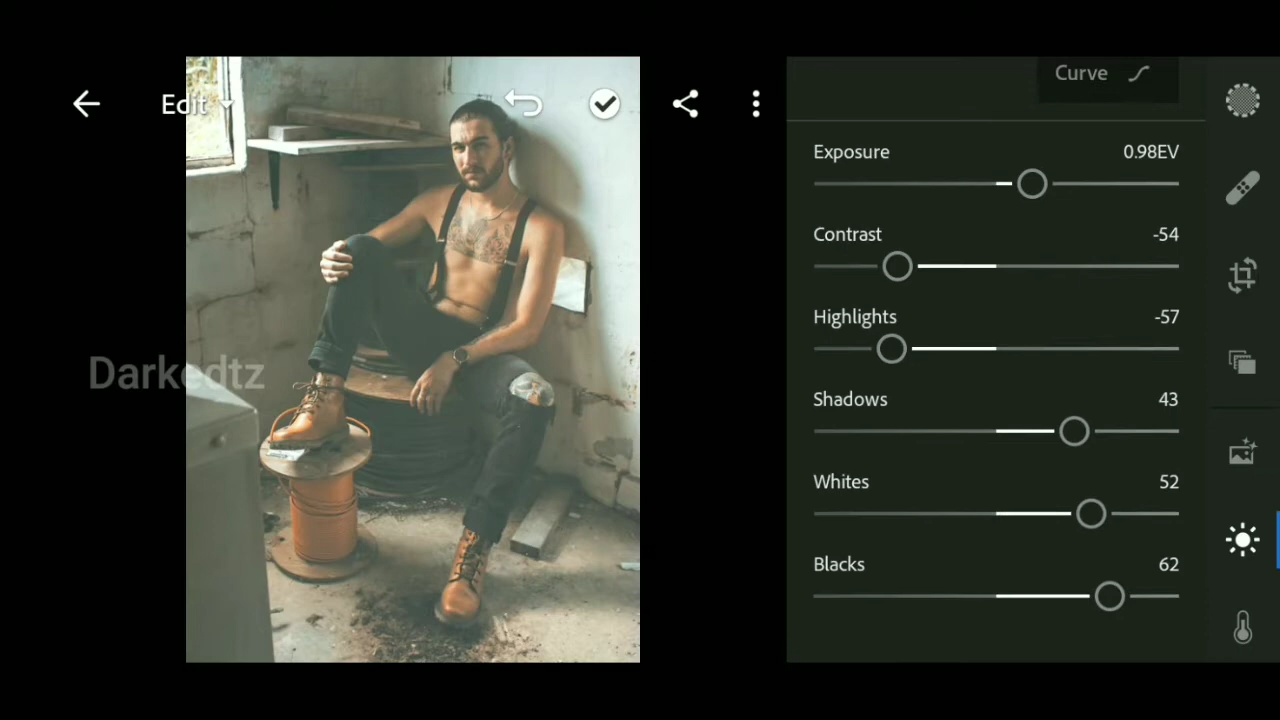 Edit
Curve
Exposure 0.98EV
Contrast -54
Highlights -57
Shadows 43
Whites 52
Blacks 62
Darkedtz